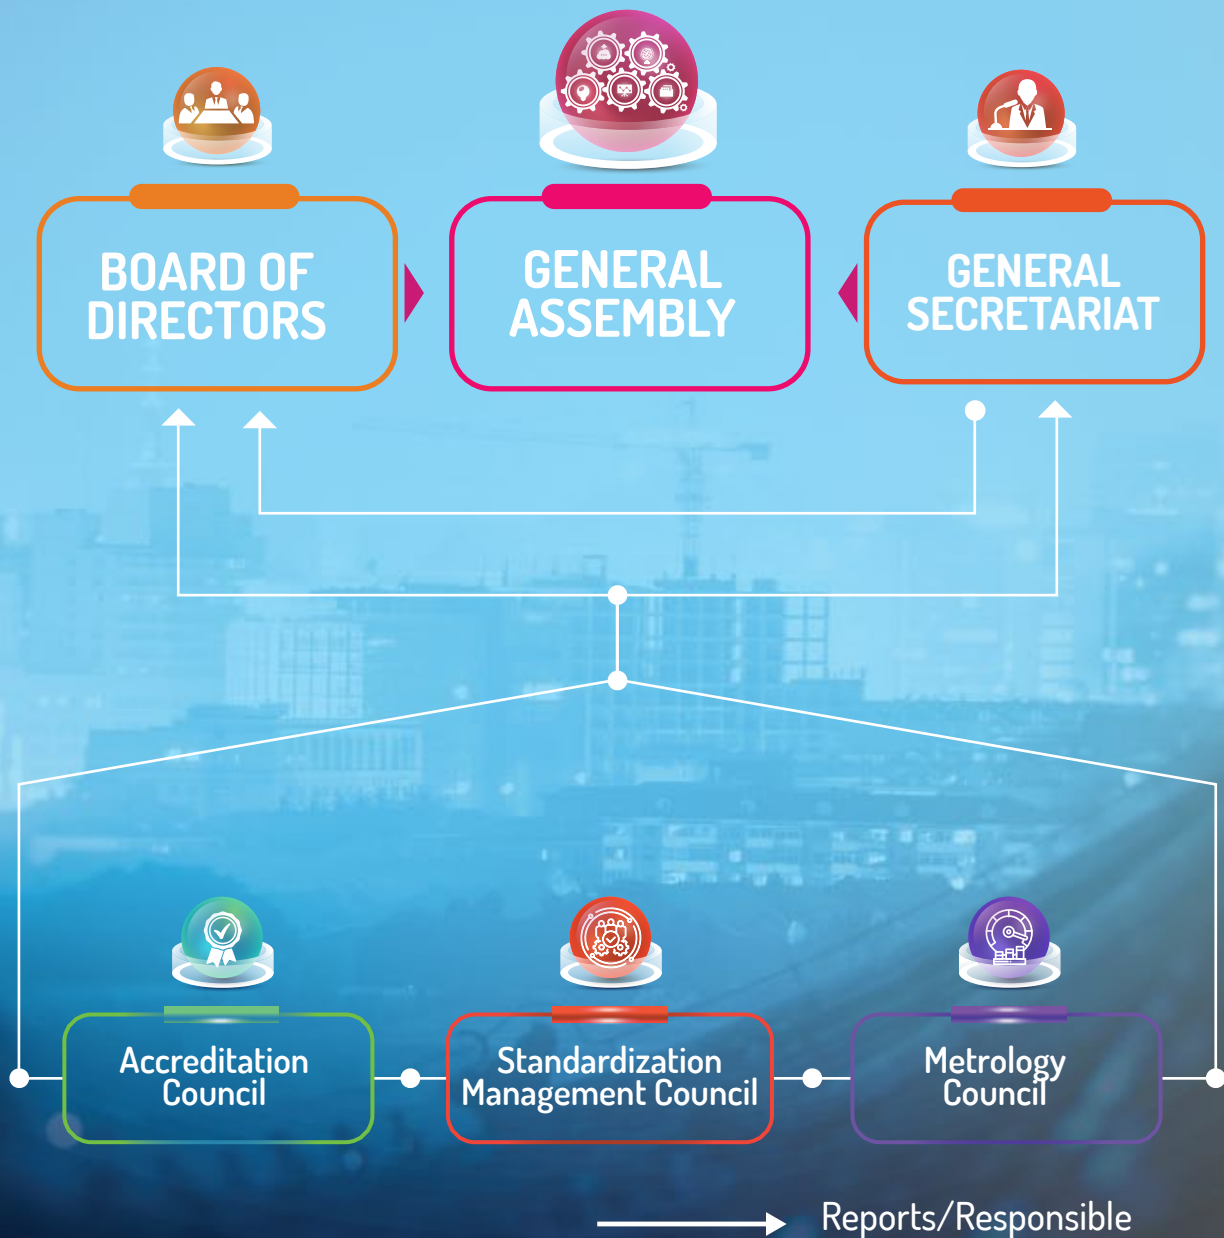 BOARD OF
DIRECTORS
GENERAL
ASSEMBLY
GENERAL
SECRETARIAT
Accreditation
Council
Standardization
Management Council
Metrology
Council
Reports/Responsible